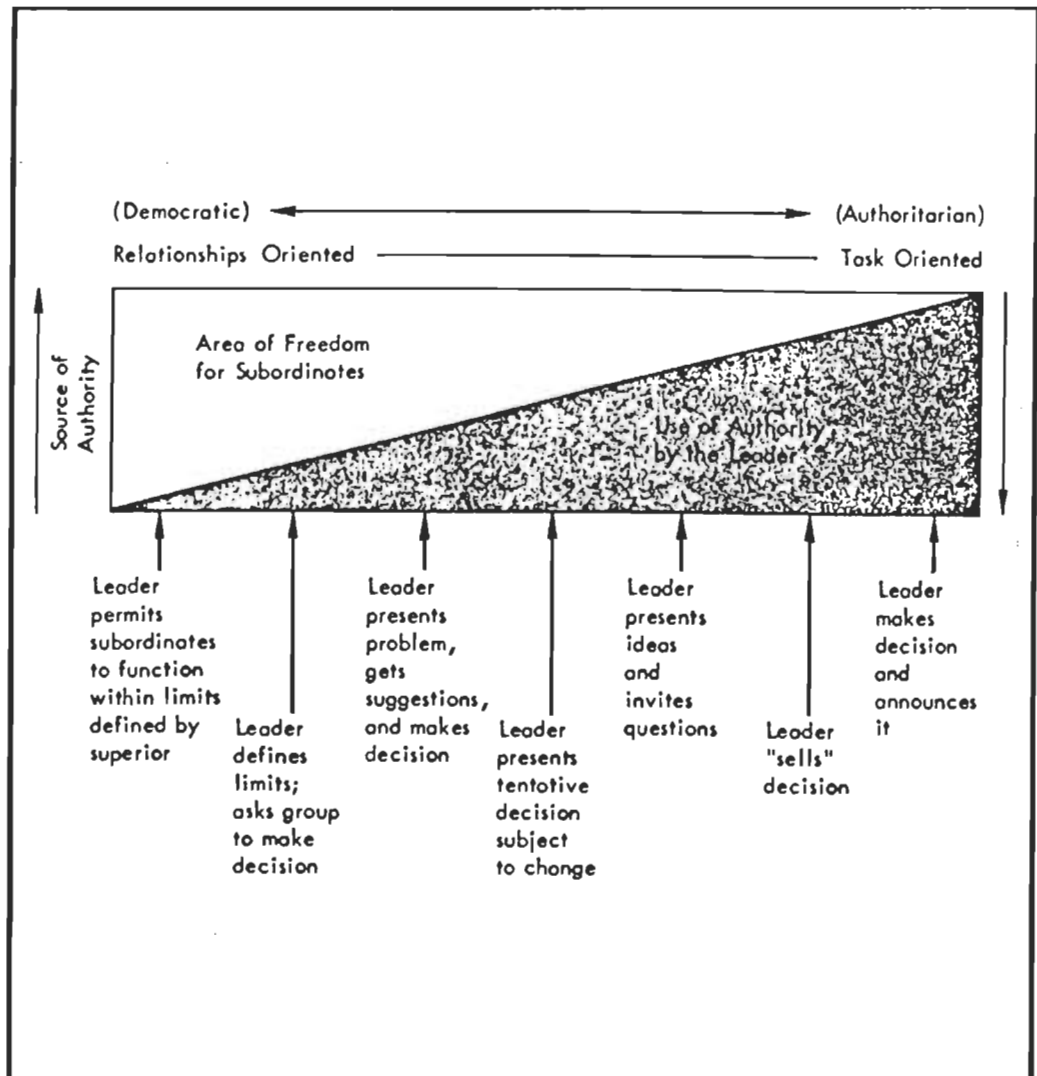 (Democratic)
(Authoritarian)
Relationships Oriented
Task Oriented
Source of
Authority
Area of Freedom
for Subordinates
Use of Authority
by the Leader
Leader
permits
subordinates
to function
within limits
defined by
superior
Leader
defines
limits;
asks group
to make
decision
Leader
presents
problem,
gets
suggestions,
and makes
decision
Leader
presents
tentative
decision
subject
to change
Leader
presents
ideas
and
invites
questions
Leader
"sells"
decision
Leader
makes
decision
and
announces
it